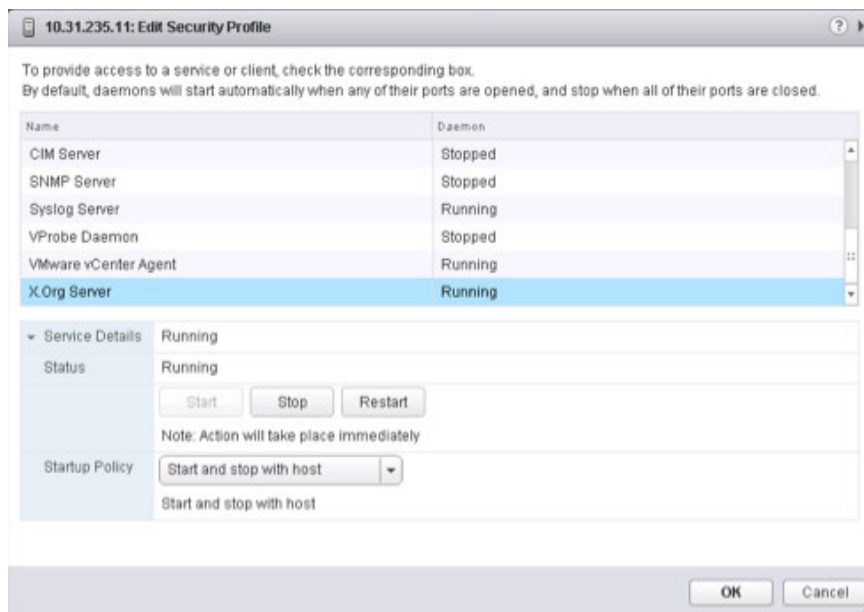 10.31.235.11: Edit Security Profile
?
To provide access to a service or client, check the corresponding box.
By default, daemons will start automatically when any of their ports are opened, and stop when all of their ports are closed.
Name Daemon
CIM Server Stopped
SNMP Server Stopped
Syslog Server Running
VProbe Daemon Stopped
VMware vCenter Agent Running
X.Org Server Running
Service Details Running
Status Running
Start Stop Restart
Note: Action will take place immediately
Startup Policy Start and stop with host
Start and stop with host
OK Cancel